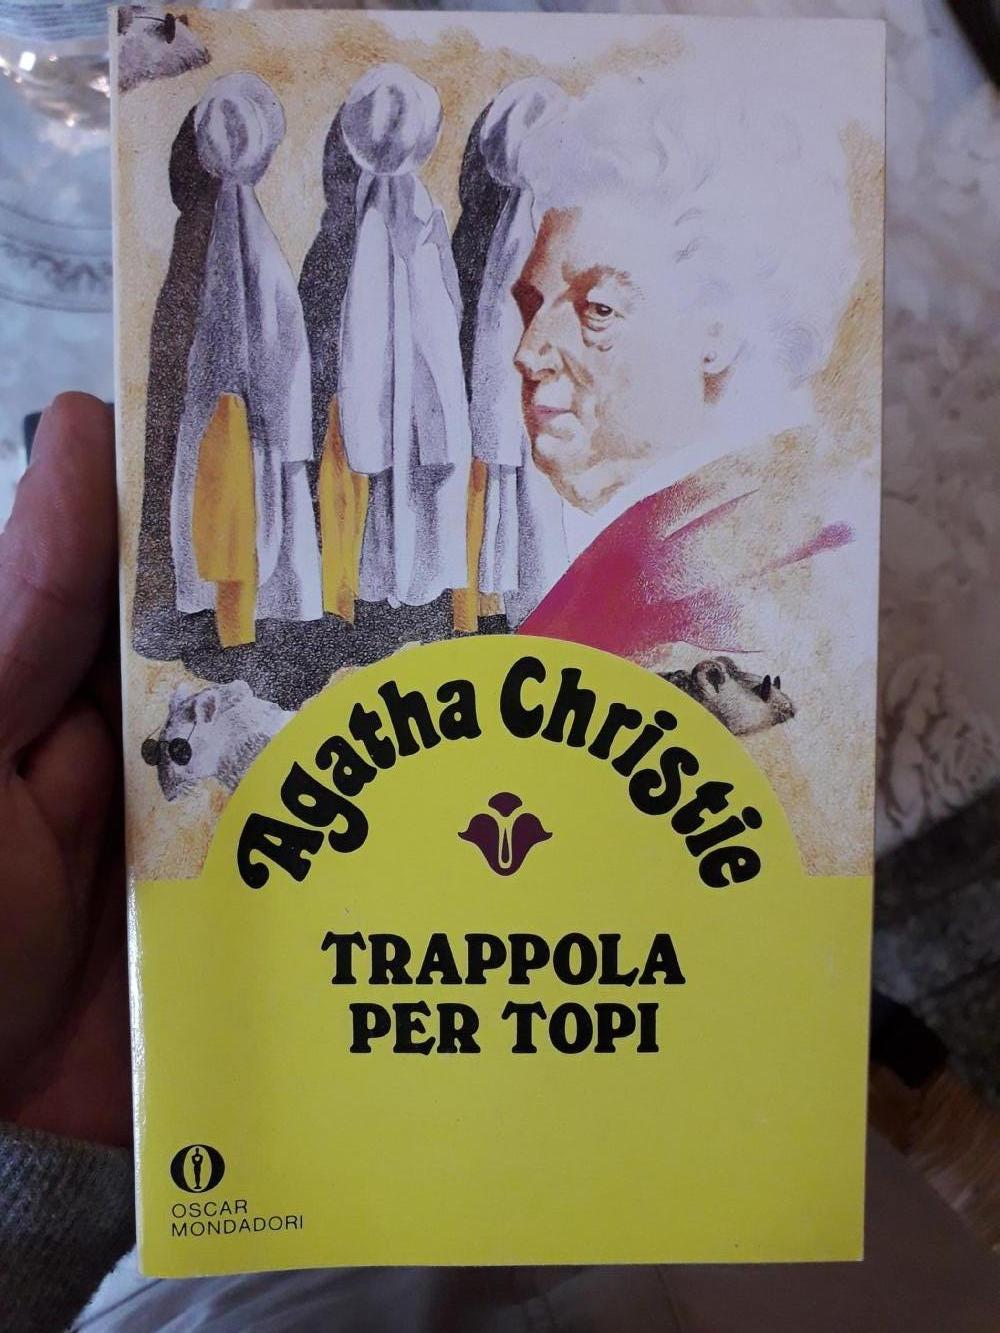 Agatha Christie
TRAPPOLA
PER TOPI
OSCAR
MONDADORI